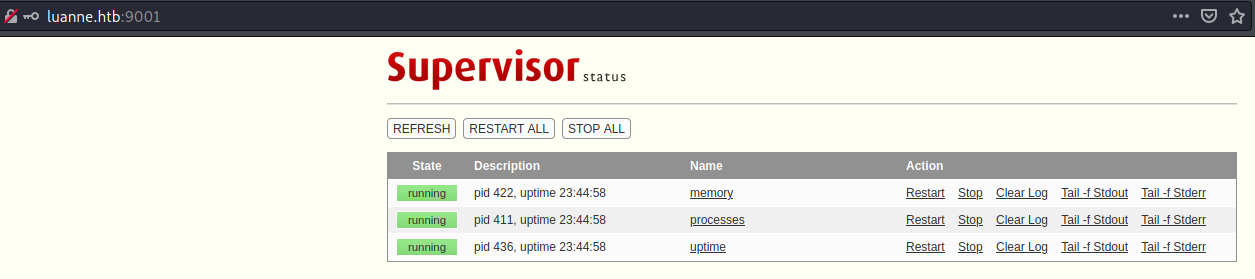 luanne.htb:9001
Supervisor status
REFRESH RESTART ALL STOP ALL
State Description Name Action
running pid 422, uptime 23:44:58 memory Restart Stop Clear Log Tail -f Stdout Tail -f Stderr
running pid 411, uptime 23:44:58 processes Restart Stop Clear Log Tail -f Stdout Tail -f Stderr
running pid 436, uptime 23:44:58 uptime Restart Stop Clear Log Tail -f Stdout Tail -f Stderr